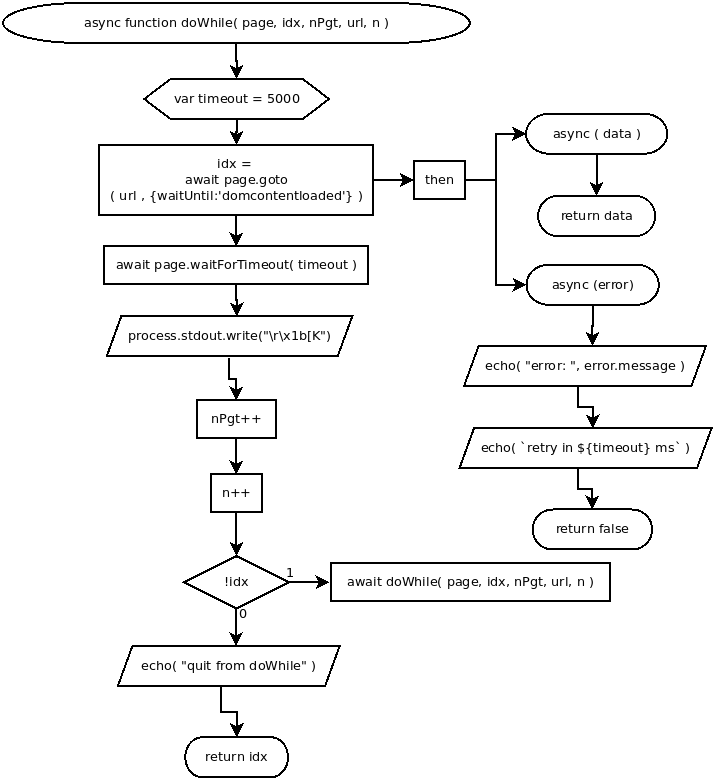 async function doWhile( page, idx, nPgt, url, n )
var timeout = 5000
idx =
await page.goto
( url , {waitUntil:'domcontentloaded'} )
then
async ( data )
return data
async (error)
echo( "error: ", error.message )
echo( `retry in ${timeout} ms` )
return false
await page.waitForTimeout( timeout )
process.stdout.write("\r\x1b[K")
nPgt++
n++
!idx
1
await doWhile( page, idx, nPgt, url, n )
0
echo( "quit from doWhile" )
return idx